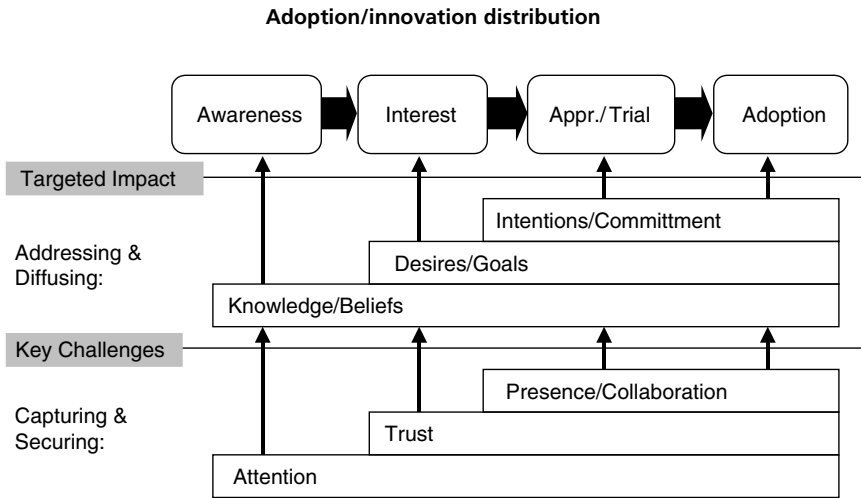 Adoption/innovation distribution
Awareness
Interest
Appr./Trial
Adoption
Targeted Impact
Intentions/Committment
Addressing &
Diffusing:
Desires/Goals
Knowledge/Beliefs
Key Challenges
Presence/Collaboration
Capturing &
Securing:
Trust
Attention